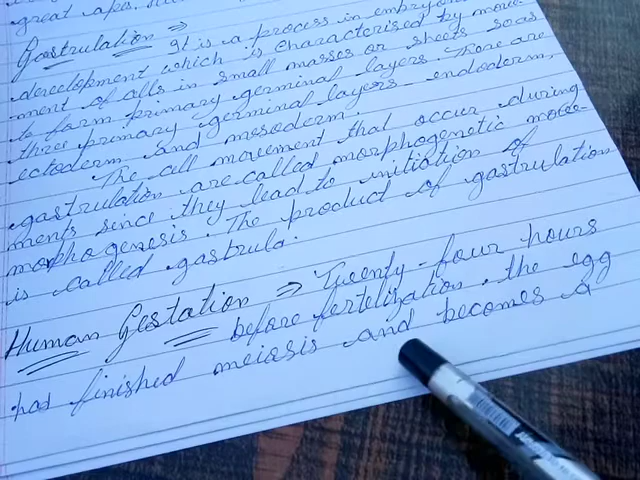 great apes.
Gastrulation ⇒ It is a process in embryon
development which is characterised by move-
ment of cells in small masses or sheets so as
to form primary germinal layers. There are
three primary germinal layers - endoderm,
ectoderm and mesoderm.
The cell movement that occur during
gastrulation are called morphogenetic move-
ments since they lead to initiation of
morphogenesis. The product of gastrulation
is called gastrula.
Human Gestation ⇒ Twenty-four hours
before fertelization, the egg
has finished meiosis and becomes a